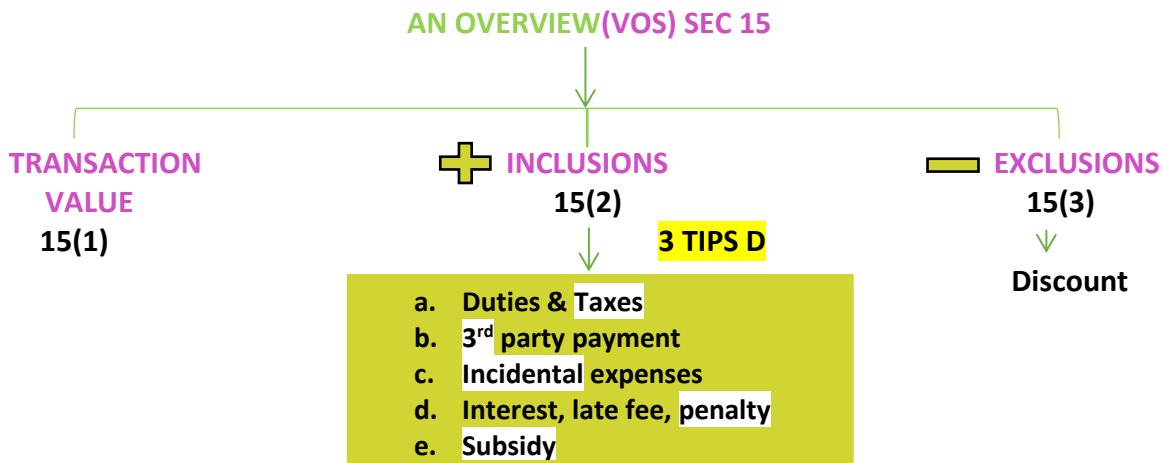 AN OVERVIEW(VOS) SEC 15
TRANSACTION
VALUE
15(1)
INCLUSIONS
15(2)
3 TIPS D
a. Duties & Taxes
b. 3rd party payment
c. Incidental expenses
d. Interest, late fee, penalty
e. Subsidy
EXCLUSIONS
15(3)
Discount